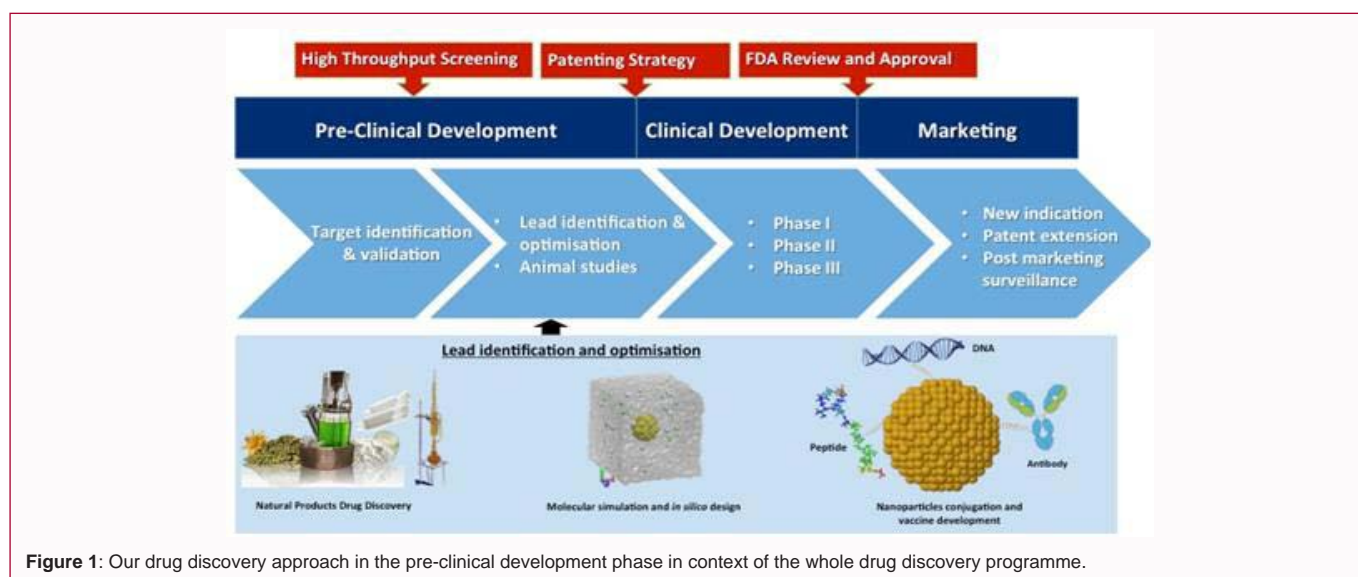 High Throughput Screening
Patenting Strategy
FDA Review and Approval
Pre-Clinical Development
Clinical Development
Marketing
Target identification
& validation
• Lead identification &
optimisation
• Animal studies
• Phase I
• Phase II
• Phase III
• New indication
• Patent extension
• Post marketing
surveillance
Lead identification and optimisation
DNA
Peptide
Antibody
Natural Products Drug Discovery
Molecular simulation and in silico design
Nanoparticles conjugation and
vaccine development
Figure 1: Our drug discovery approach in the pre-clinical development phase in context of the whole drug discovery programme.